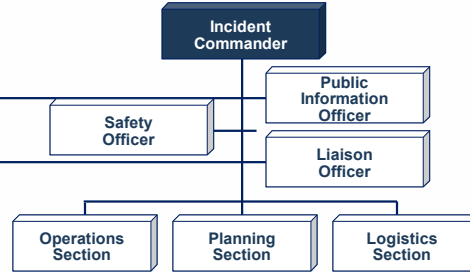 Incident
Commander
Public
Information
Officer
Safety
Officer
Liaison
Officer
Operations
Section
Planning
Section
Logistics
Section